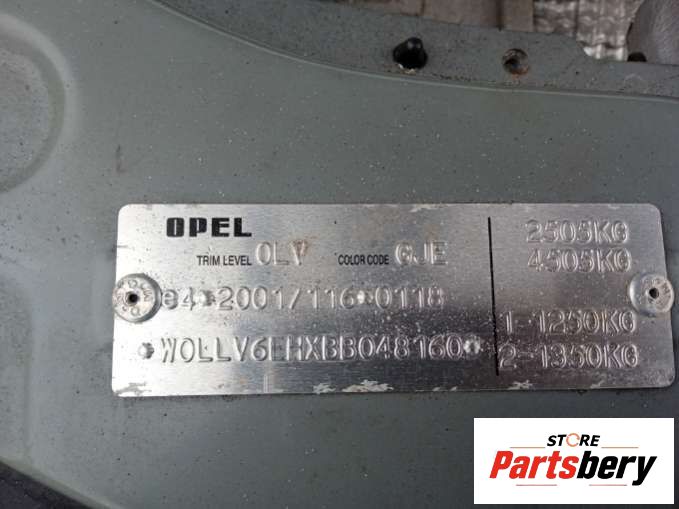 OPEL
TRIM LEVEL OLV COLOR CODE GJE
e4*2001/116*0118
*WOLLV6EHXBB048160*
2505KG
4505KG
1-1250KG
2-1350KG
STORE
Partsbery